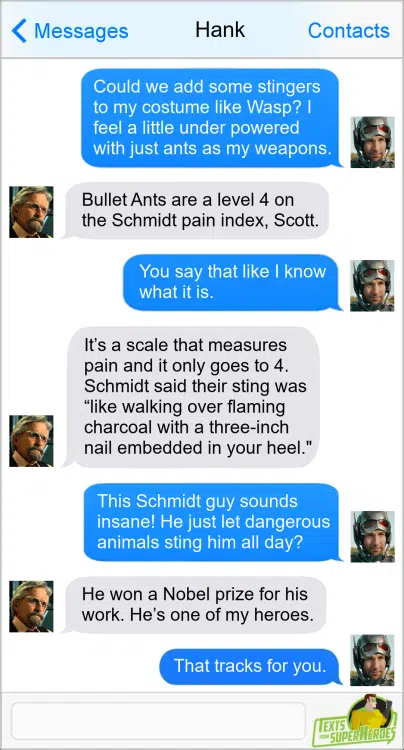 Messages
Hank
Contacts
Could we add some stingers
to my costume like Wasp? I
feel a little under powered
with just ants as my weapons.
Bullet Ants are a level 4 on
the Schmidt pain index, Scott.
You say that like I know
what it is.
It’s a scale that measures
pain and it only goes to 4.
Schmidt said their sting was
“like walking over flaming
charcoal with a three-inch
nail embedded in your heel."
This Schmidt guy sounds
insane! He just let dangerous
animals sting him all day?
He won a Nobel prize for his
work. He’s one of my heroes.
That tracks for you.
TEXTS
FROM
SUPERHEROES